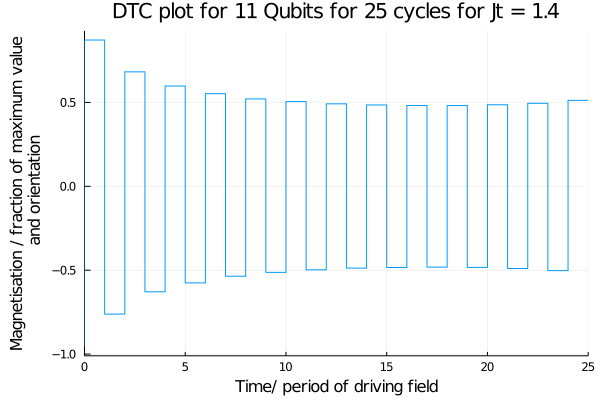 DTC plot for 11 Qubits for 25 cycles for Jt = 1.4
Magnetisation / fraction of maximum value
and orientation
0.5
0.0
−0.5
−1.0
0
5
10
15
20
25
Time/ period of driving field